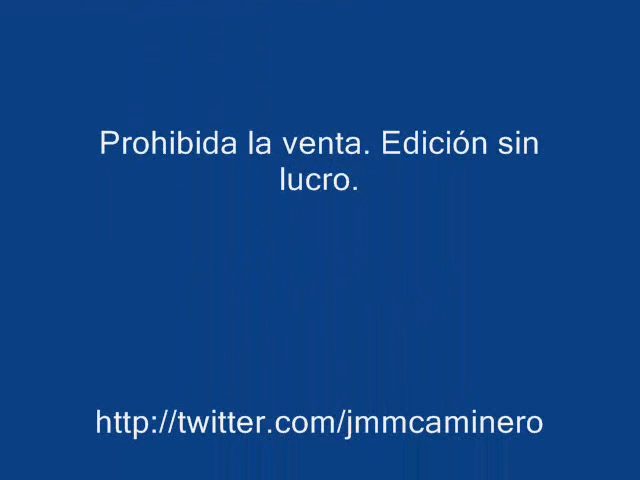 Prohibida la venta. Edición sin
lucro.
http://twitter.com/jmmcaminero